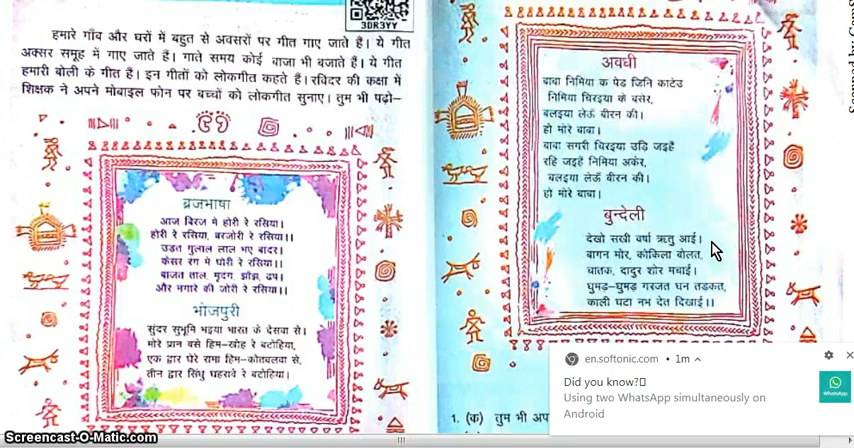 3DR3YY
हमारे गाँव और घरों में बहुत से अवसरों पर गीत गाए जाते हैं। ये गीत
अक्सर समूह में गाए जाते हैं। गाते समय कोई बाजा भी बजाते हैं। ये गीत
हमारी बोली के गीत हैं। इन गीतों को लोकगीत कहते हैं। रविदर की कक्षा में
शिक्षक ने अपने मोबाइल फोन पर बच्चों को लोकगीत सुनाए। तुम भी पढ़ो–
ब्रजभाषा
आज बिरज मे होरी रे रसिया।
होरी रे रसिया, बरजोरी रे रसिया।।
उडत गुलाल लाल भए बादर।
केसर रंग मे घोरी रे रसिया।।
बाजत ताल, मृदग, झाँझ, ढप।
और भगारे की जोरी रे रसिया।।
भोजपुरी
सुंदर सुभूमि भइया भारत के देसवा से।
मोरे प्रान बसे हिम-खोह रे बटोहिया,
एक द्वार घेरे रामा हिम-कोतवलवा से,
तीन द्वार सिंधु घहरावे रे बटोहिया।
अवधी
बाबा निमिया क पेड जिनि काटेउ
निमिया चिरइया के बसेर,
बलइया लेऊँ बीरन की।
हो मोरे बाबा।
बाबा सगरी चिरइया उड़ि जइहैं
रहि जइहैं निमिया अकेर,
बलइया लेऊँ बीरन की।
हो मोरे बाबा।
बुन्देली
देखो सखी वर्षा ऋतु आई।
बागन मोर, कोकिला बोलत,
चातक, दादुर शोर मचाई।
घुमड़-घुमड़ गरजत घन तड़कत,
काली घटा नभ देत दिखाई।।
1. (क) तुम भी अप
en.softonic.com • 1m
Did you know?
Using two WhatsApp simultaneously on
Android
WhatsApp
Screencast-O-Matic.com